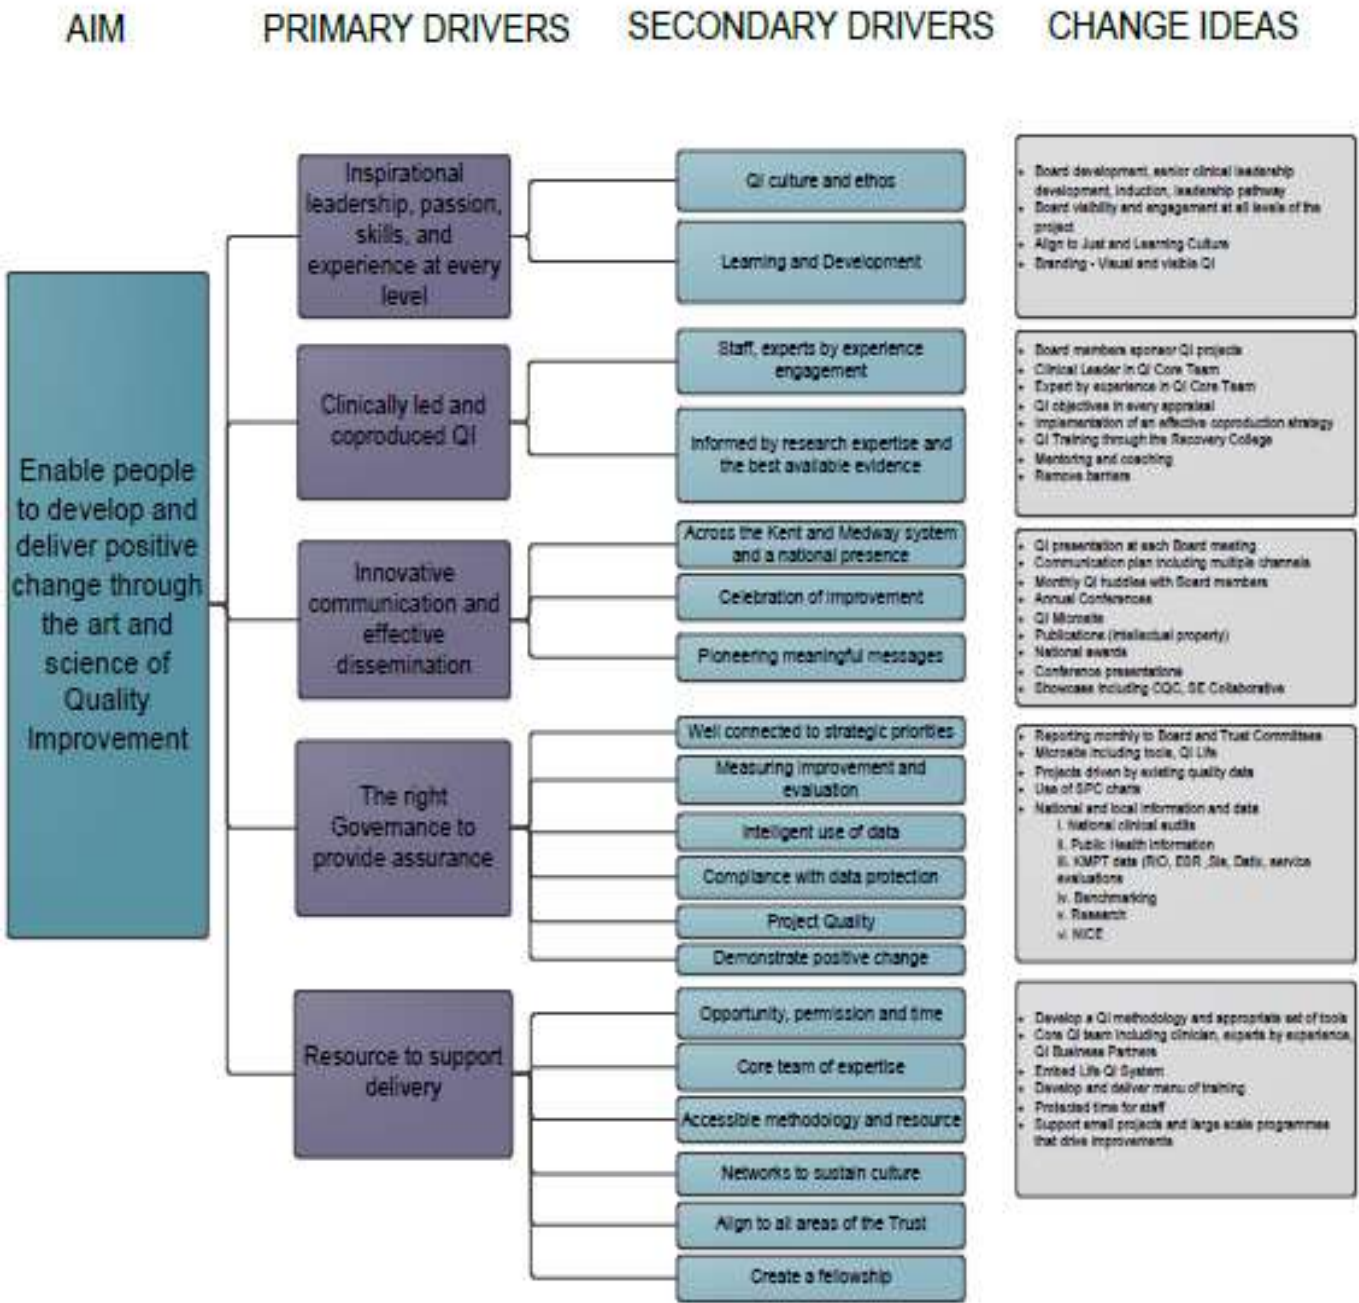 AIM
PRIMARY DRIVERS
SECONDARY DRIVERS
CHANGE IDEAS
Enable people
to develop and
deliver positive
change through
the art and
science of
Quality
Improvement
Inspirational
leadership, passion,
skills, and
experience at every
level
QI culture and ethos
Learning and Development
• Board development, senior clinical leadership
development, induction, leadership pathway
• Board visibility and engagement at all levels of the
project
• Align to Just and Learning Culture
• Branding - Visual and visible QI
Clinically led and
coproduced QI
Staff, experts by experience
engagement
Informed by research expertise and
the best available evidence
• Board members sponsor QI projects
• Clinical Leader in QI Core Team
• Expert by experience in QI Core Team
• QI objectives in every appraisal
• Implementation of an effective coproduction strategy
• QI Training through the Recovery College
• Mentoring and coaching
• Remove barriers
Innovative
communication and
effective
dissemination
Across the Kent and Medway system
and a national presence
Celebration of improvement
Pioneering meaningful messages
• QI presentation at each Board meeting
• Communication plan including multiple channels
• Monthly QI huddles with Board members
• Annual Conferences
• QI Microsite
• Publications (intellectual property)
• National awards
• Conference presentations
• Showcase including CQC, SE Collaborative
The right
Governance to
provide assurance
Well connected to strategic priorities
Measuring improvement and
evaluation
Intelligent use of data
Compliance with data protection
Project Quality
Demonstrate positive change
• Reporting monthly to Board and Trust Committees
• Microsite including tools, QI Life
• Projects driven by existing quality data
• Use of SPC charts
• National and local information and data
i. National clinical audits
ii. Public Health information
iii. KMPT data (RiO, ESR ,SIs, Datix, service
evaluations
iv. Benchmarking
v. Research
vi. NICE
Resource to support
delivery
Opportunity, permission and time
Core team of expertise
Accessible methodology and resource
Networks to sustain culture
Align to all areas of the Trust
Create a fellowship
• Develop a QI methodology and appropriate set of tools
• Core QI team including clinician, experts by experience,
QI Business Partners
• Embed Life QI System
• Develop and deliver menu of training
• Protected time for staff
• Support small projects and large scale programmes
that drive improvements